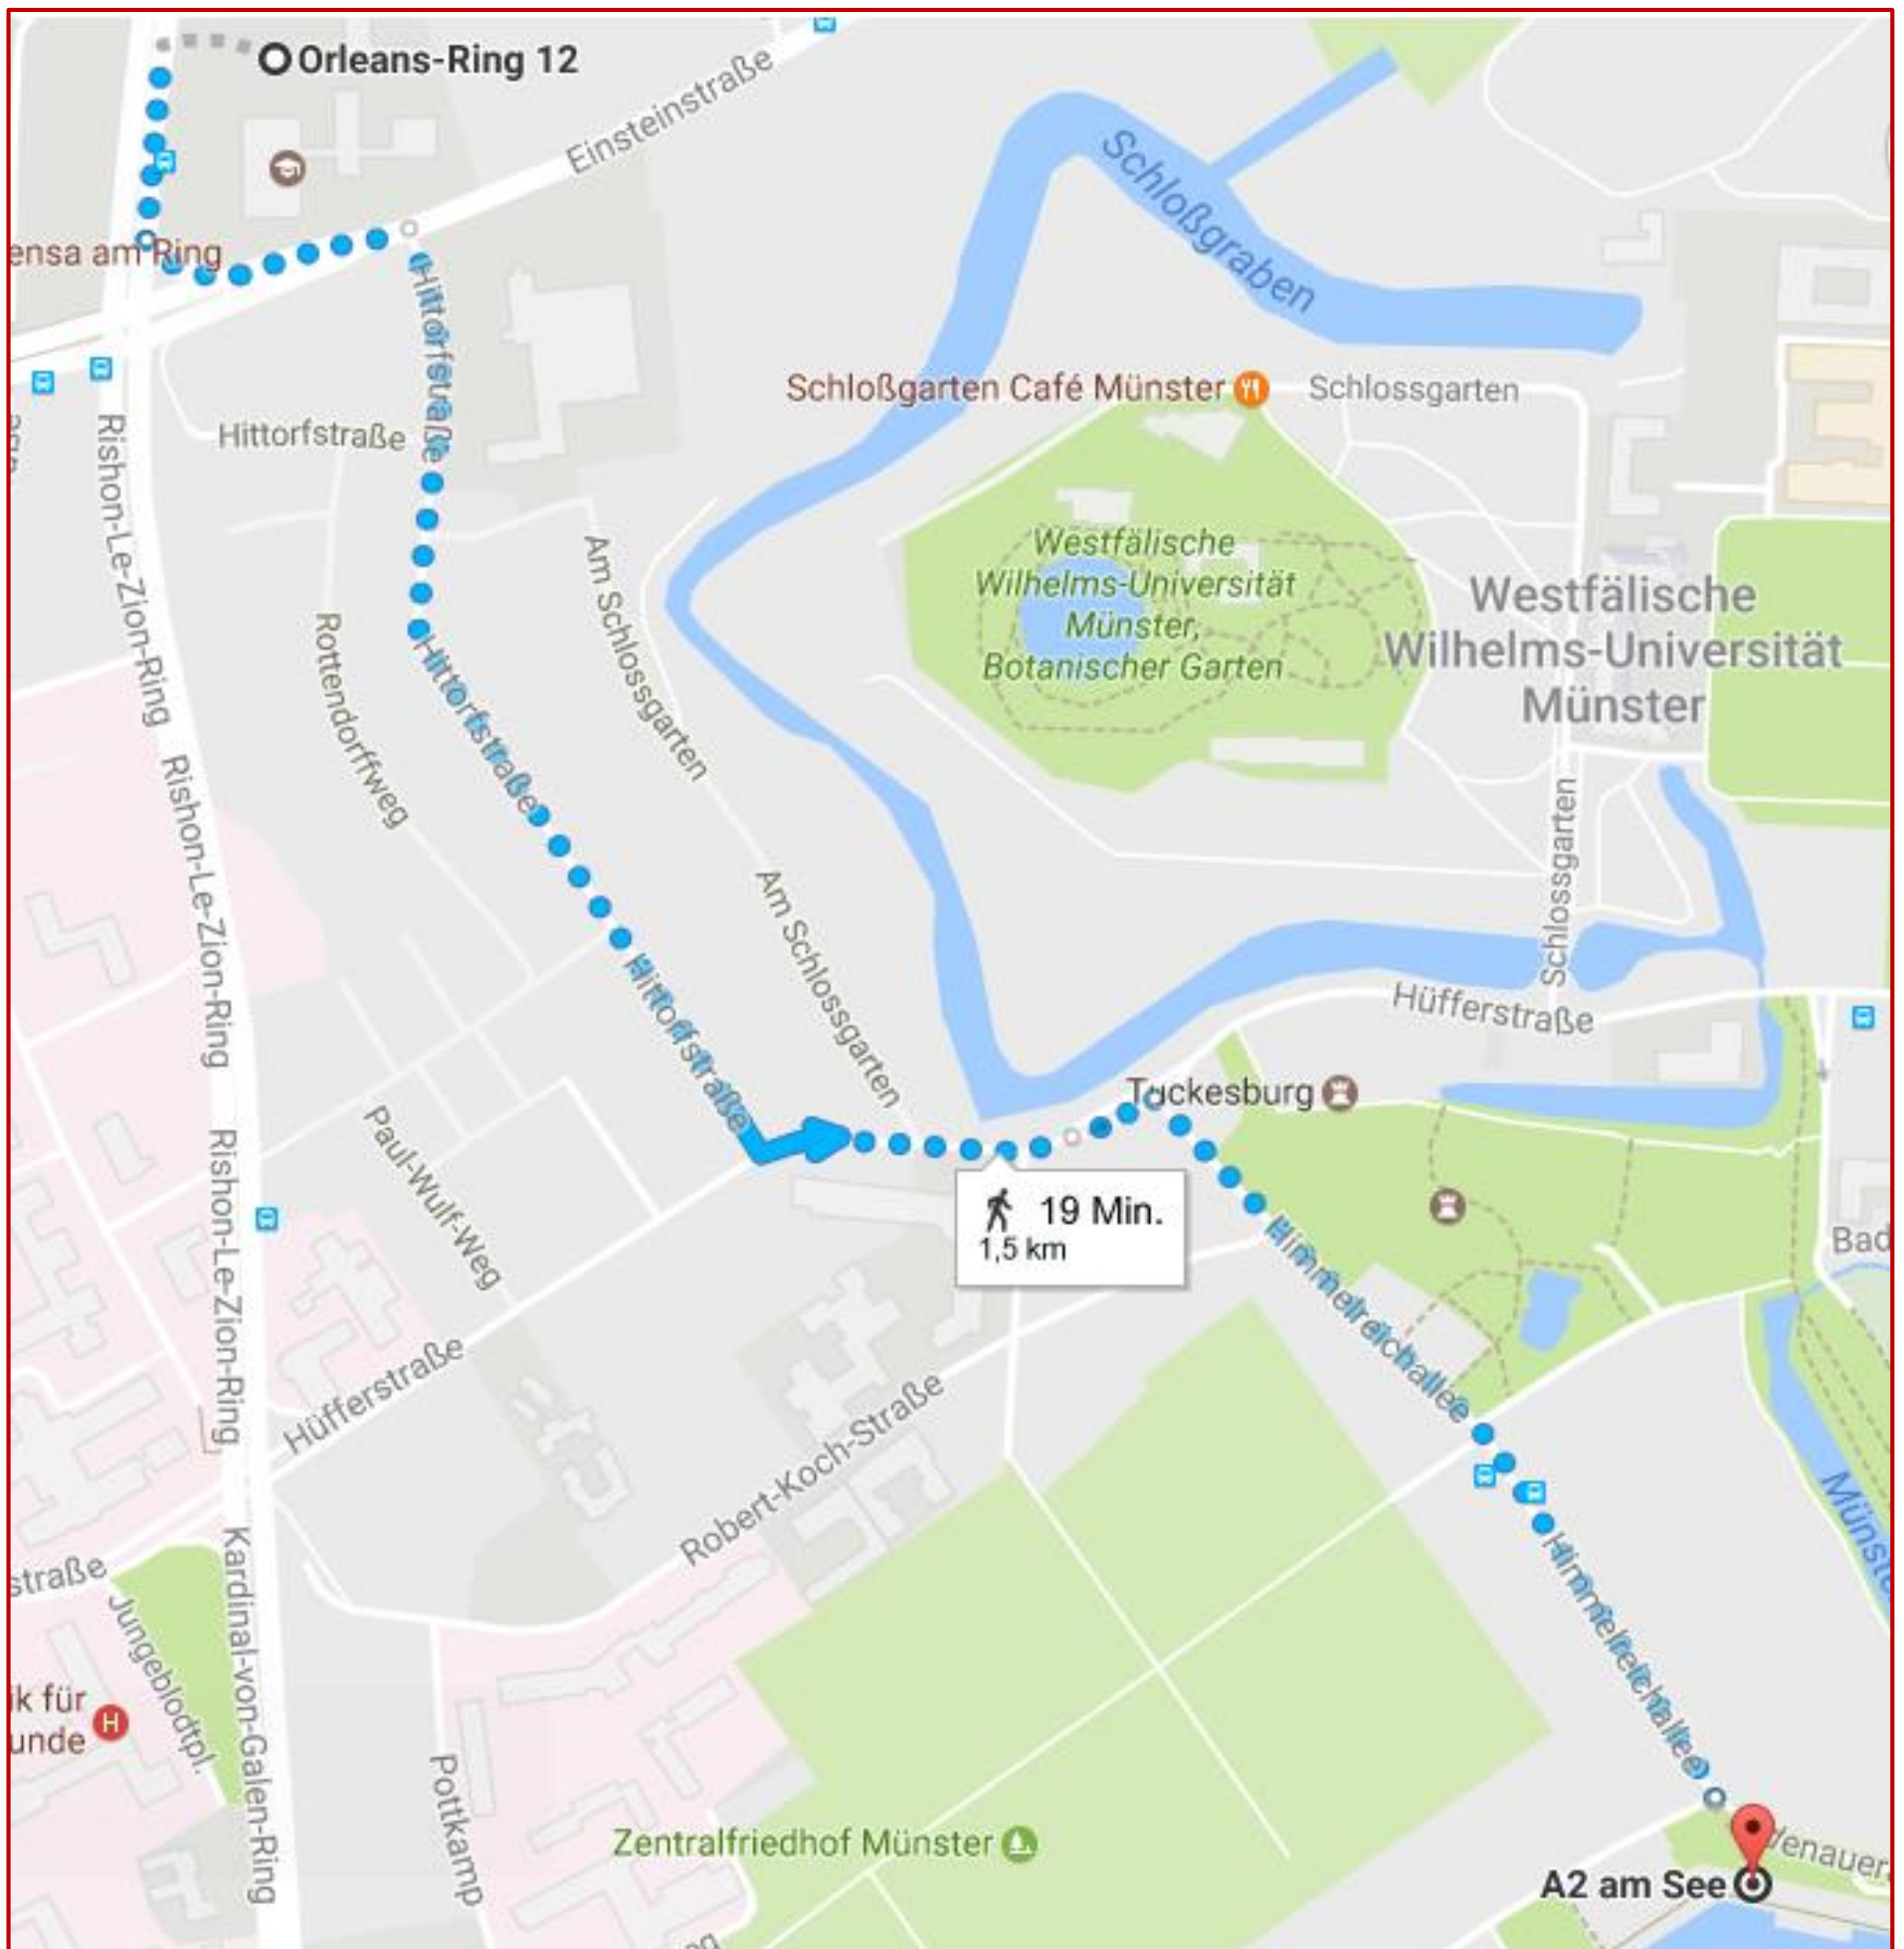 Orleans-Ring 12
Einsteinstraße
Schloßgraben
ensa am Ring
Hittorfstraße
Schloßgarten Café Münster
Schlossgarten
Hittorfstraße
Rishon-Le-Zion-Ring
Am Schlossgarten
Westfälische
Wilhelms-Universität
Münster,
Botanischer Garten
Westfälische
Wilhelms-Universität
Münster
Rottendorffweg
Hittorfstraße
Rishon-Le-Zion-Ring
Schlossgarten
Am Schlossgarten
Hittorfstraße
Hüfferstraße
Tuckesburg
Paul-Wulf-Weg
Rishon-Le-Zion-Ring
19 Min.
1,5 km
Bad
Himmelreichallee
Hüfferstraße
Robert-Koch-Straße
Münste
straße
Jungeblodtpl.
Kardinal-von-Galen-Ring
Himmelreichallee
ik für
unde
H
Pottkamp
Zentralfriedhof Münster
denauer
A2 am See